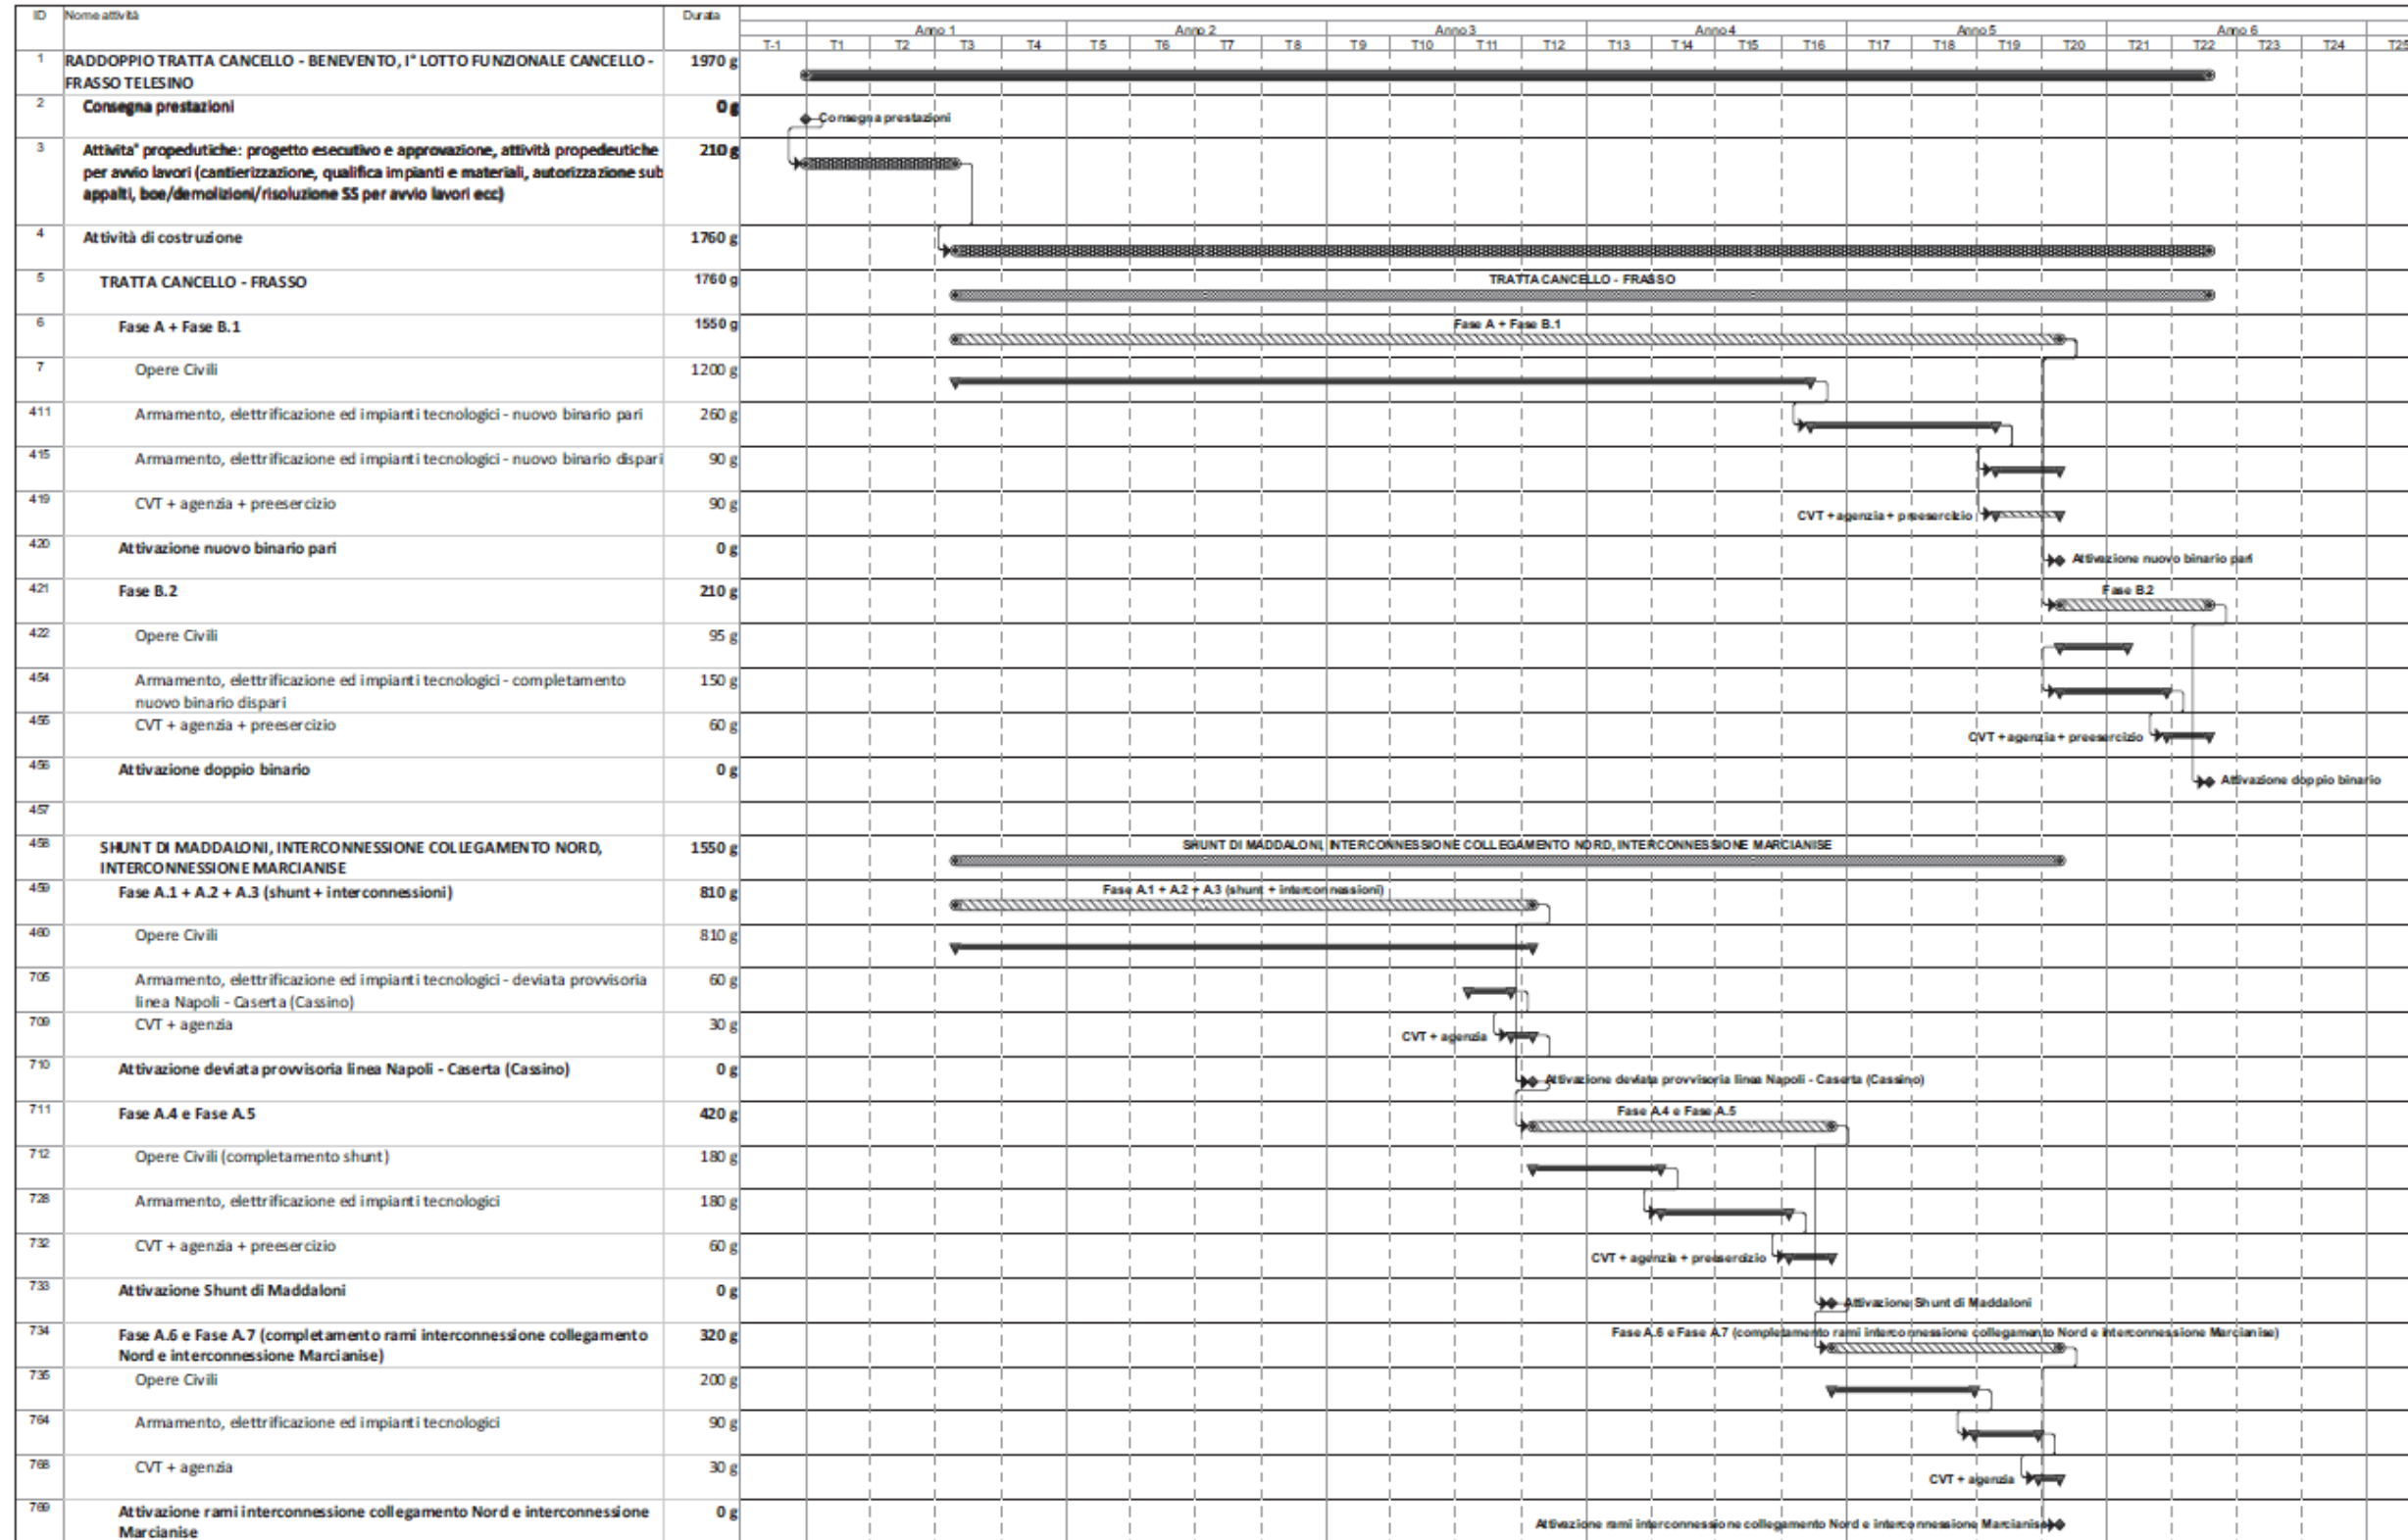 ID Nome attività Durata
Anno 1 Anno 2 Anno 3 Anno 4 Anno 5 Anno 6
T-1 T1 T2 T3 T4 T5 T6 T7 T8 T9 T10 T11 T12 T13 T14 T15 T16 T17 T18 T19 T20 T21 T22 T23 T24 T25
1 RADDOPPIO TRATTA CANCELLO - BENEVENTO, I° LOTTO FUNZIONALE CANCELLO - 1970 g
FRASSO TELESINO
2 Consegna prestazioni 0 g
Consegna prestazioni
3 Attivita' propedutiche: progetto esecutivo e approvazione, attività propedeutiche 210 g
per avvio lavori (cantierizzazione, qualifica impianti e materiali, autorizzazione sub
appalti, boe/demolizioni/risoluzione SS per avvio lavori ecc)
4 Attività di costruzione 1760 g
5 TRATTA CANCELLO - FRASSO 1760 g
TRATTA CANCELLO - FRASSO
6 Fase A + Fase B.1 1550 g
Fase A + Fase B.1
7 Opere Civili 1200 g
411 Armamento, elettrificazione ed impianti tecnologici - nuovo binario pari 260 g
415 Armamento, elettrificazione ed impianti tecnologici - nuovo binario dispari 90 g
419 CVT + agenzia + preesercizio 90 g
CVT + agenzia + preesercizio
420 Attivazione nuovo binario pari 0 g
Attivazione nuovo binario pari
421 Fase B.2 210 g
Fase B.2
422 Opere Civili 95 g
454 Armamento, elettrificazione ed impianti tecnologici - completamento 150 g
nuovo binario dispari
455 CVT + agenzia + preesercizio 60 g
CVT + agenzia + preesercizio
456 Attivazione doppio binario 0 g
Attivazione doppio binario
457
458 SHUNT DI MADDALONI, INTERCONNESSIONE COLLEGAMENTO NORD, 1550 g
INTERCONNESSIONE MARCIANISE
SHUNT DI MADDALONI, INTERCONNESSIONE COLLEGAMENTO NORD, INTERCONNESSIONE MARCIANISE
459 Fase A.1 + A.2 + A.3 (shunt + interconnessioni) 810 g
Fase A.1 + A.2 + A.3 (shunt + interconnessioni)
460 Opere Civili 810 g
705 Armamento, elettrificazione ed impianti tecnologici - deviata provvisoria 60 g
linea Napoli - Caserta (Cassino)
709 CVT + agenzia 30 g
CVT + agenzia
710 Attivazione deviata provvisoria linea Napoli - Caserta (Cassino) 0 g
Attivazione deviata provvisoria linea Napoli - Caserta (Cassino)
711 Fase A.4 e Fase A.5 420 g
Fase A.4 e Fase A.5
712 Opere Civili (completamento shunt) 180 g
728 Armamento, elettrificazione ed impianti tecnologici 180 g
732 CVT + agenzia + preesercizio 60 g
CVT + agenzia + preesercizio
733 Attivazione Shunt di Maddaloni 0 g
Attivazione Shunt di Maddaloni
734 Fase A.6 e Fase A.7 (completamento rami interconnessione collegamento 320 g
Nord e interconnessione Marcianise)
Fase A.6 e Fase A.7 (completamento rami interconnessione collegamento Nord e interconnessione Marcianise)
735 Opere Civili 200 g
764 Armamento, elettrificazione ed impianti tecnologici 90 g
768 CVT + agenzia 30 g
CVT + agenzia
769 Attivazione rami interconnessione collegamento Nord e interconnessione 0 g
Marcianise
Attivazione rami interconnessione collegamento Nord e interconnessione Marcianise